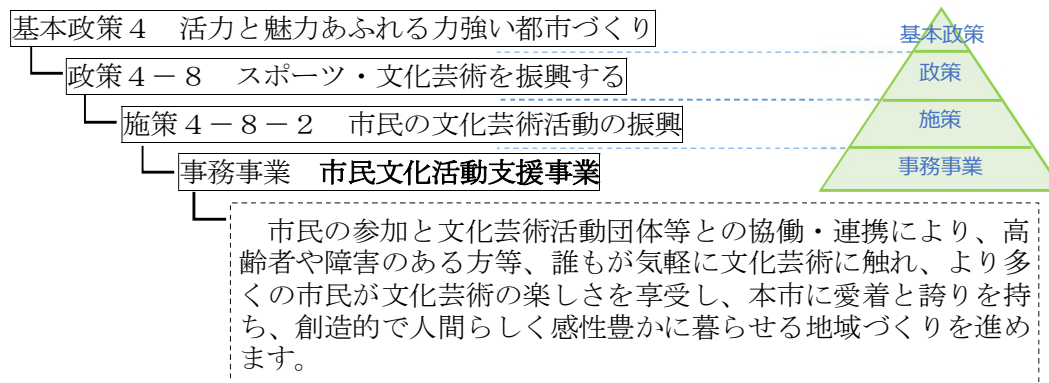 基本政策４　活力と魅力あふれる力強い都市づくり
政策４－８　スポーツ・文化芸術を振興する
施策４－８－２　市民の文化芸術活動の振興
事務事業　市民文化活動支援事業
　市民の参加と文化芸術活動団体等との協働・連携により、高
齢者や障害のある方等、誰もが気軽に文化芸術に触れ、より多
くの市民が文化芸術の楽しさを享受し、本市に愛着と誇りを持
ち、創造的で人間らしく感性豊かに暮らせる地域づくりを進め
ます。
基本政策
政策
施策
事務事業